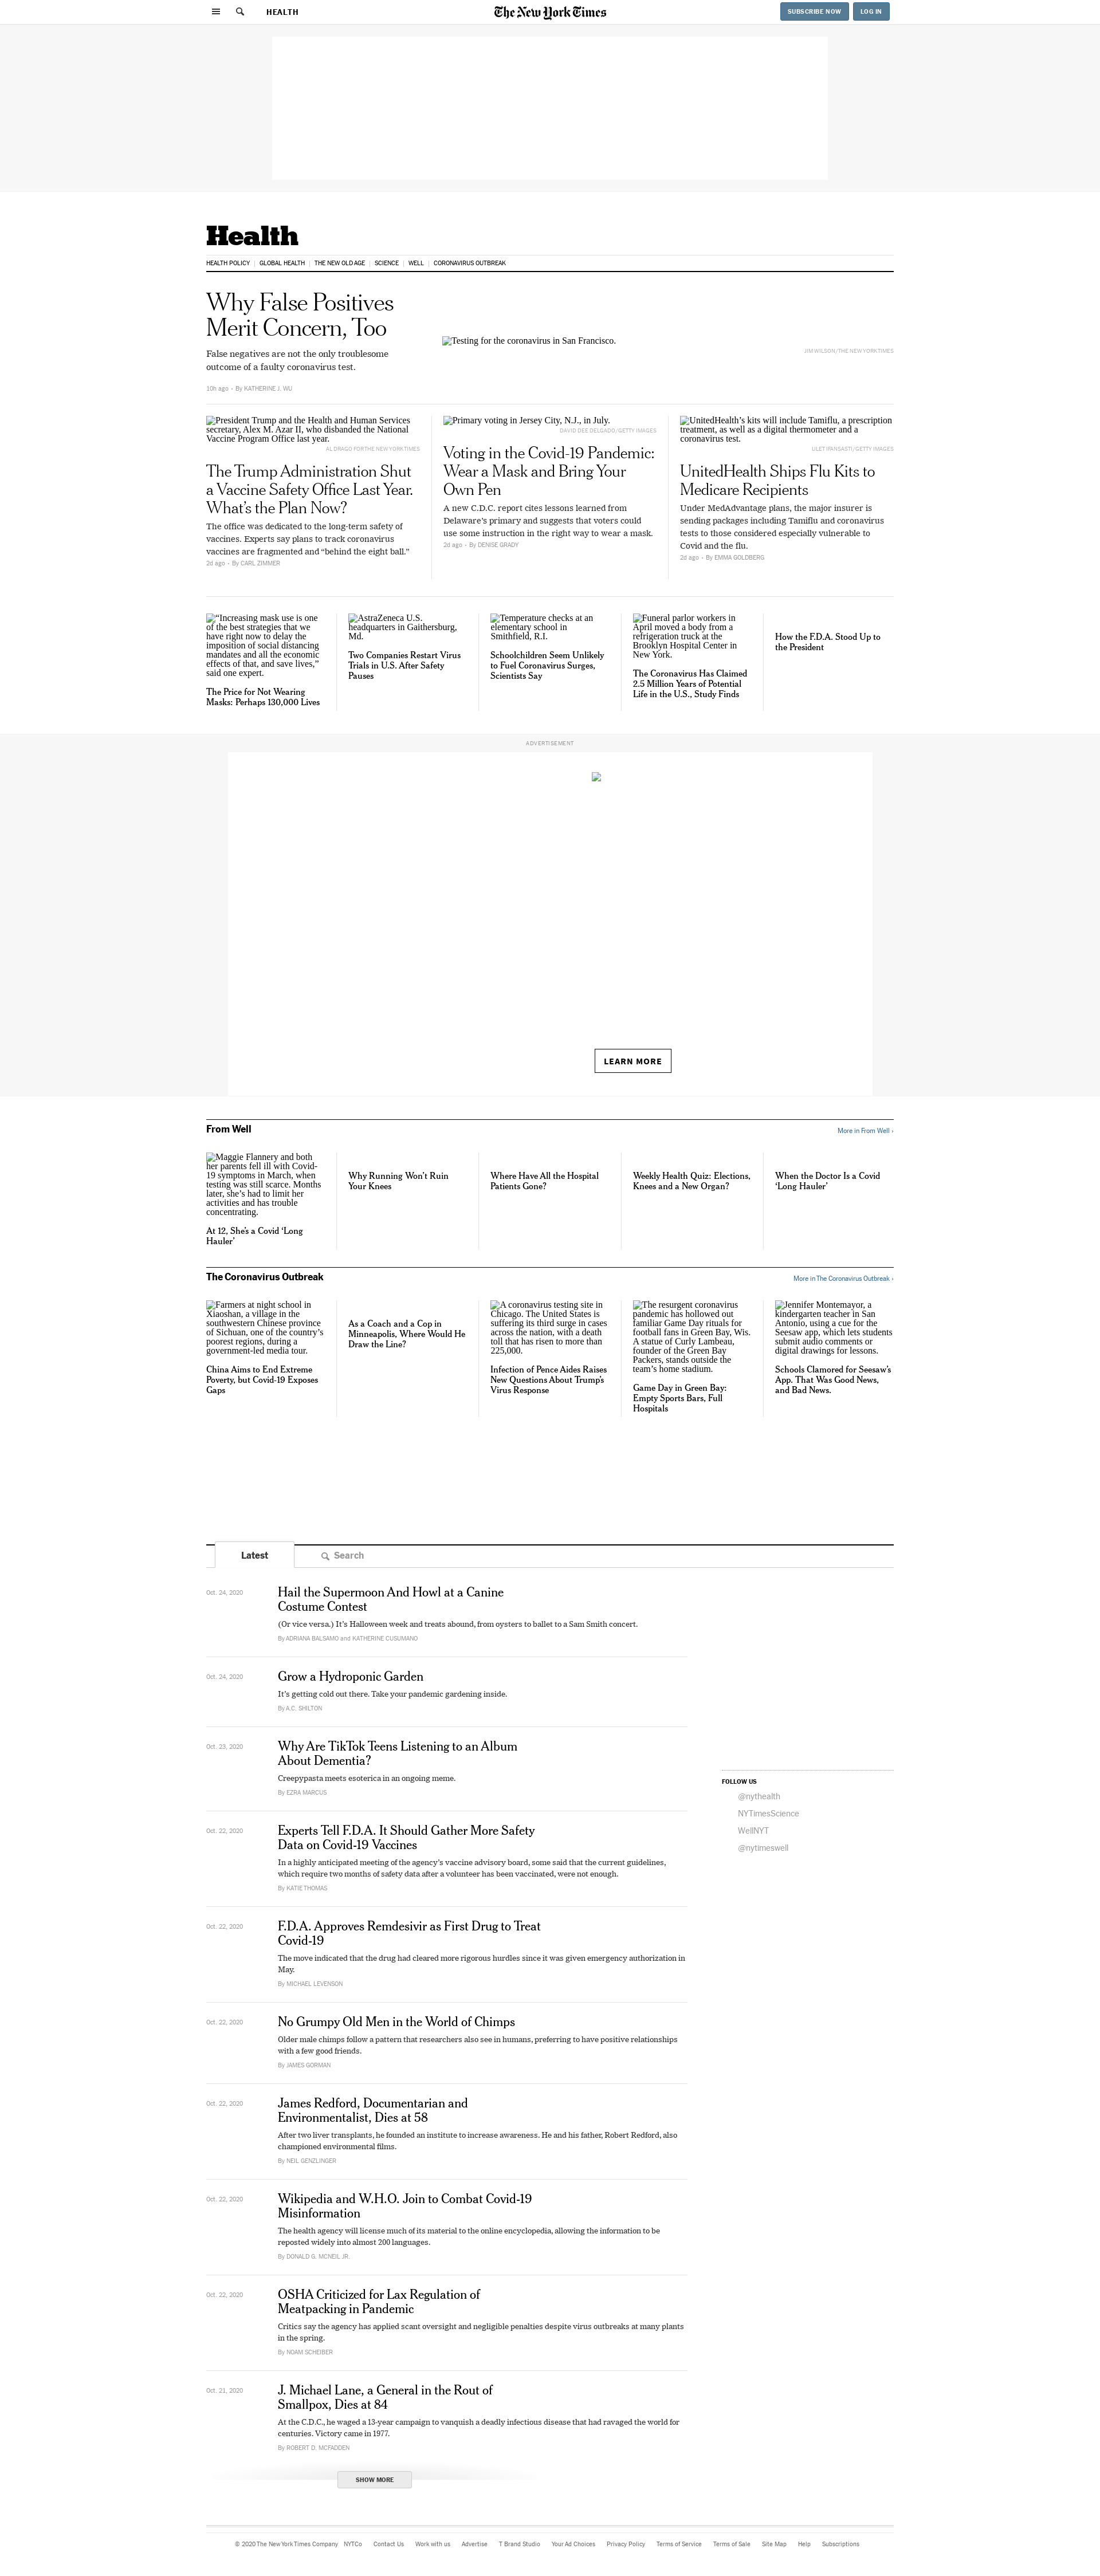 HEALTH
The New York Times
SUBSCRIBE NOW
LOG IN
Health
HEALTH POLICY
GLOBAL HEALTH
THE NEW OLD AGE
SCIENCE
WELL
CORONAVIRUS OUTBREAK
Why False Positives
Merit Concern, Too
False negatives are not the only troublesome
outcome of a faulty coronavirus test.
10h ago • By KATHERINE J. WU
Testing for the coronavirus in San Francisco.
JIM WILSON/THE NEW YORK TIMES
President Trump and the Health and Human Services
secretary, Alex M. Azar II, who disbanded the National
Vaccine Program Office last year.
AL DRAGO FOR THE NEW YORK TIMES
The Trump Administration Shut
a Vaccine Safety Office Last Year.
What’s the Plan Now?
The office was dedicated to the long-term safety of
vaccines. Experts say plans to track coronavirus
vaccines are fragmented and “behind the eight ball.”
2d ago • By CARL ZIMMER
Primary voting in Jersey City, N.J., in July.
DAVID DEE DELGADO/GETTY IMAGES
Voting in the Covid-19 Pandemic:
Wear a Mask and Bring Your
Own Pen
A new C.D.C. report cites lessons learned from
Delaware’s primary and suggests that voters could
use some instruction in the right way to wear a mask.
2d ago • By DENISE GRADY
UnitedHealth’s kits will include Tamiflu, a prescription
treatment, as well as a digital thermometer and a
coronavirus test.
ULET IFANSASTI/GETTY IMAGES
UnitedHealth Ships Flu Kits to
Medicare Recipients
Under MedAdvantage plans, the major insurer is
sending packages including Tamiflu and coronavirus
tests to those considered especially vulnerable to
Covid and the flu.
2d ago • By EMMA GOLDBERG
“Increasing mask use is one
of the best strategies that we
have right now to delay the
imposition of social distancing
mandates and all the economic
effects of that, and save lives,”
said one expert.
The Price for Not Wearing
Masks: Perhaps 130,000 Lives
AstraZeneca U.S.
headquarters in Gaithersburg,
Md.
Two Companies Restart Virus
Trials in U.S. After Safety
Pauses
Temperature checks at an
elementary school in
Smithfield, R.I.
Schoolchildren Seem Unlikely
to Fuel Coronavirus Surges,
Scientists Say
Funeral parlor workers in
April moved a body from a
refrigeration truck at the
Brooklyn Hospital Center in
New York.
The Coronavirus Has Claimed
2.5 Million Years of Potential
Life in the U.S., Study Finds
How the F.D.A. Stood Up to
the President
ADVERTISEMENT
LEARN MORE
From Well
More in From Well ›
Maggie Flannery and both
her parents fell ill with Covid-
19 symptoms in March, when
testing was still scarce. Months
later, she’s had to limit her
activities and has trouble
concentrating.
At 12, She’s a Covid ‘Long
Hauler’
Why Running Won’t Ruin
Your Knees
Where Have All the Hospital
Patients Gone?
Weekly Health Quiz: Elections,
Knees and a New Organ?
When the Doctor Is a Covid
‘Long Hauler’
The Coronavirus Outbreak
More in The Coronavirus Outbreak ›
Farmers at night school in
Xiaoshan, a village in the
southwestern Chinese province
of Sichuan, one of the country’s
poorest regions, during a
government-led media tour.
China Aims to End Extreme
Poverty, but Covid-19 Exposes
Gaps
As a Coach and a Cop in
Minneapolis, Where Would He
Draw the Line?
A coronavirus testing site in
Chicago. The United States is
suffering its third surge in cases
across the nation, with a death
toll that has risen to more than
225,000.
Infection of Pence Aides Raises
New Questions About Trump’s
Virus Response
The resurgent coronavirus
pandemic has hollowed out
familiar Game Day rituals for
football fans in Green Bay, Wis.
A statue of Curly Lambeau,
founder of the Green Bay
Packers, stands outside the
team’s home stadium.
Game Day in Green Bay:
Empty Sports Bars, Full
Hospitals
Jennifer Montemayor, a
kindergarten teacher in San
Antonio, using a cue for the
Seesaw app, which lets students
submit audio comments or
digital drawings for lessons.
Schools Clamored for Seesaw’s
App. That Was Good News,
and Bad News.
Latest
Search
Oct. 24, 2020
Hail the Supermoon And Howl at a Canine
Costume Contest
(Or vice versa.) It’s Halloween week and treats abound, from oysters to ballet to a Sam Smith concert.
By ADRIANA BALSAMO and KATHERINE CUSUMANO
Oct. 24, 2020
Grow a Hydroponic Garden
It’s getting cold out there. Take your pandemic gardening inside.
By A.C. SHILTON
Oct. 23, 2020
Why Are TikTok Teens Listening to an Album
About Dementia?
Creepypasta meets esoterica in an ongoing meme.
By EZRA MARCUS
FOLLOW US
@nythealth
NYTimesScience
WellNYT
@nytimeswell
Oct. 22, 2020
Experts Tell F.D.A. It Should Gather More Safety
Data on Covid-19 Vaccines
In a highly anticipated meeting of the agency’s vaccine advisory board, some said that the current guidelines,
which require two months of safety data after a volunteer has been vaccinated, were not enough.
By KATIE THOMAS
Oct. 22, 2020
F.D.A. Approves Remdesivir as First Drug to Treat
Covid-19
The move indicated that the drug had cleared more rigorous hurdles since it was given emergency authorization in
May.
By MICHAEL LEVENSON
Oct. 22, 2020
No Grumpy Old Men in the World of Chimps
Older male chimps follow a pattern that researchers also see in humans, preferring to have positive relationships
with a few good friends.
By JAMES GORMAN
Oct. 22, 2020
James Redford, Documentarian and
Environmentalist, Dies at 58
After two liver transplants, he founded an institute to increase awareness. He and his father, Robert Redford, also
championed environmental films.
By NEIL GENZLINGER
Oct. 22, 2020
Wikipedia and W.H.O. Join to Combat Covid-19
Misinformation
The health agency will license much of its material to the online encyclopedia, allowing the information to be
reposted widely into almost 200 languages.
By DONALD G. MCNEIL JR.
Oct. 22, 2020
OSHA Criticized for Lax Regulation of
Meatpacking in Pandemic
Critics say the agency has applied scant oversight and negligible penalties despite virus outbreaks at many plants
in the spring.
By NOAM SCHEIBER
Oct. 21, 2020
J. Michael Lane, a General in the Rout of
Smallpox, Dies at 84
At the C.D.C., he waged a 13-year campaign to vanquish a deadly infectious disease that had ravaged the world for
centuries. Victory came in 1977.
By ROBERT D. MCFADDEN
SHOW MORE
© 2020 The New York Times Company NYTCo Contact Us Work with us Advertise T Brand Studio Your Ad Choices Privacy Policy Terms of Service Terms of Sale Site Map Help Subscriptions